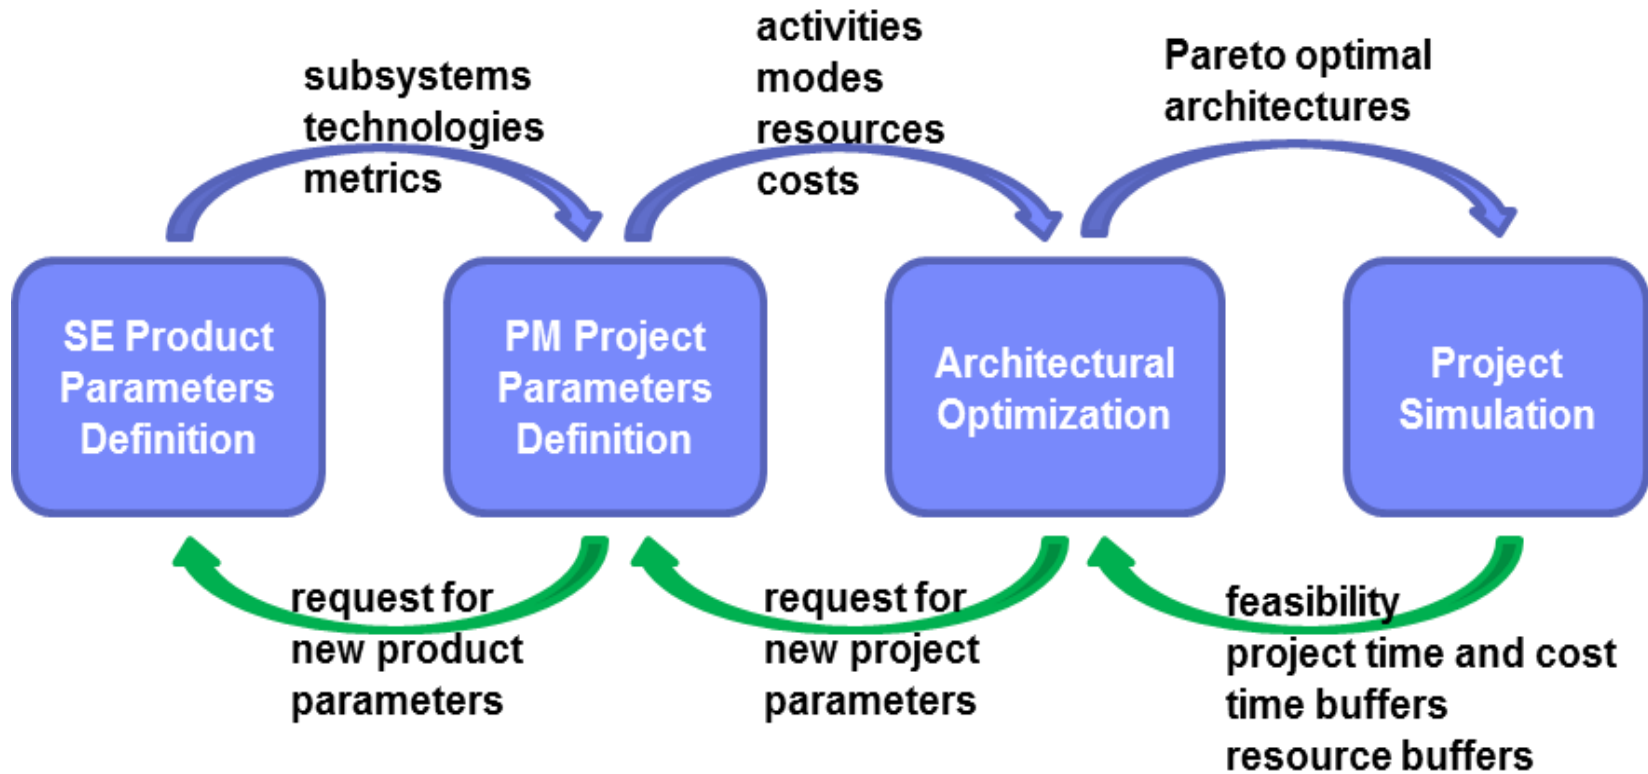 subsystems
technologies
metrics
activities
modes
resources
costs
Pareto optimal
architectures
SE Product
Parameters
Definition
PM Project
Parameters
Definition
Architectural
Optimization
Project
Simulation
request for
new product
parameters
request for
new project
parameters
feasibility
project time and cost
time buffers
resource buffers